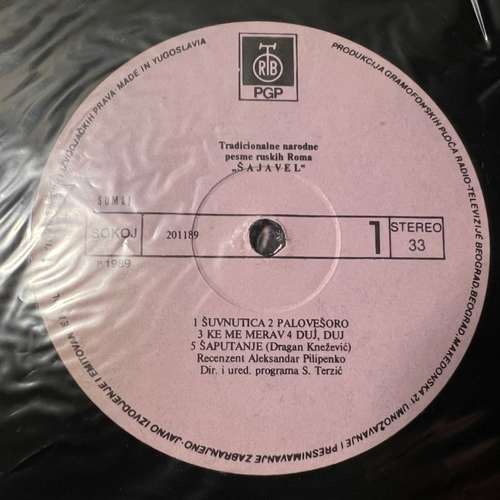 RTB
PGP
Tradicionalne narodne
pesme ruskih Roma
„ŠAJAVEL"
ŠUMAJ
SOKOJ
201189
1
STEREO
33
P 1989
1 ŠUVNUTICA 2 PALOVEŠORO
3 KE ME MERAV 4 DUJ, DUJ
5 ŠAPUTANJE (Dragan Knežević)
Recenzent Aleksandar Pilipenko
Dir. i ured. programa S. Terzić
PRODUKCIJA GRAMOFONSKIH PLOČA RADIO-TELEVIZIJE BEOGRAD, BEOGRAD, MAKEDONSKA 21 UMNOŽAVANJE I PRESNIMAVANJE ZABRANJENO · JAVNO IZVOĐENJE I EMITOVANJE
PRAVA · MADE IN YUGOSLAVIA